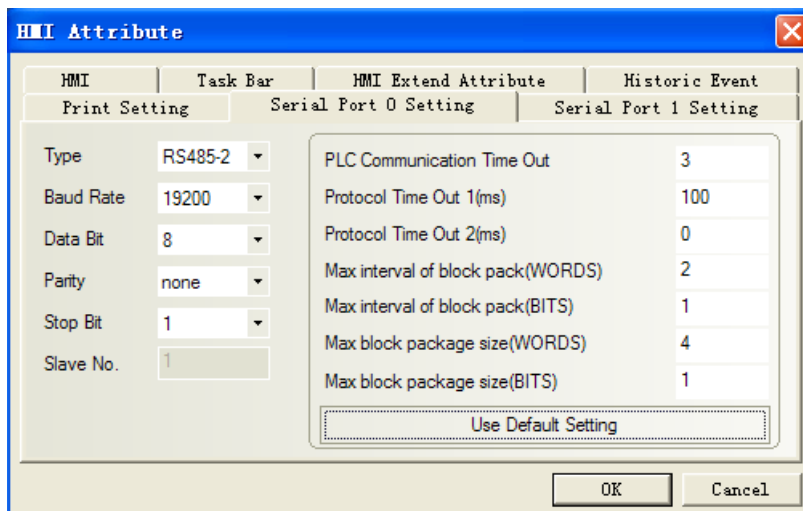 HMI Attribute
HMI Task Bar HMI Extend Attribute Historic Event
Print Setting Serial Port 0 Setting Serial Port 1 Setting
Type RS485-2
Baud Rate 19200
Data Bit 8
Parity none
Stop Bit 1
Slave No. 1
PLC Communication Time Out 3
Protocol Time Out 1(ms) 100
Protocol Time Out 2(ms) 0
Max interval of block pack(WORDS) 2
Max interval of block pack(BITS) 1
Max block package size(WORDS) 4
Max block package size(BITS) 1
Use Default Setting
OK Cancel